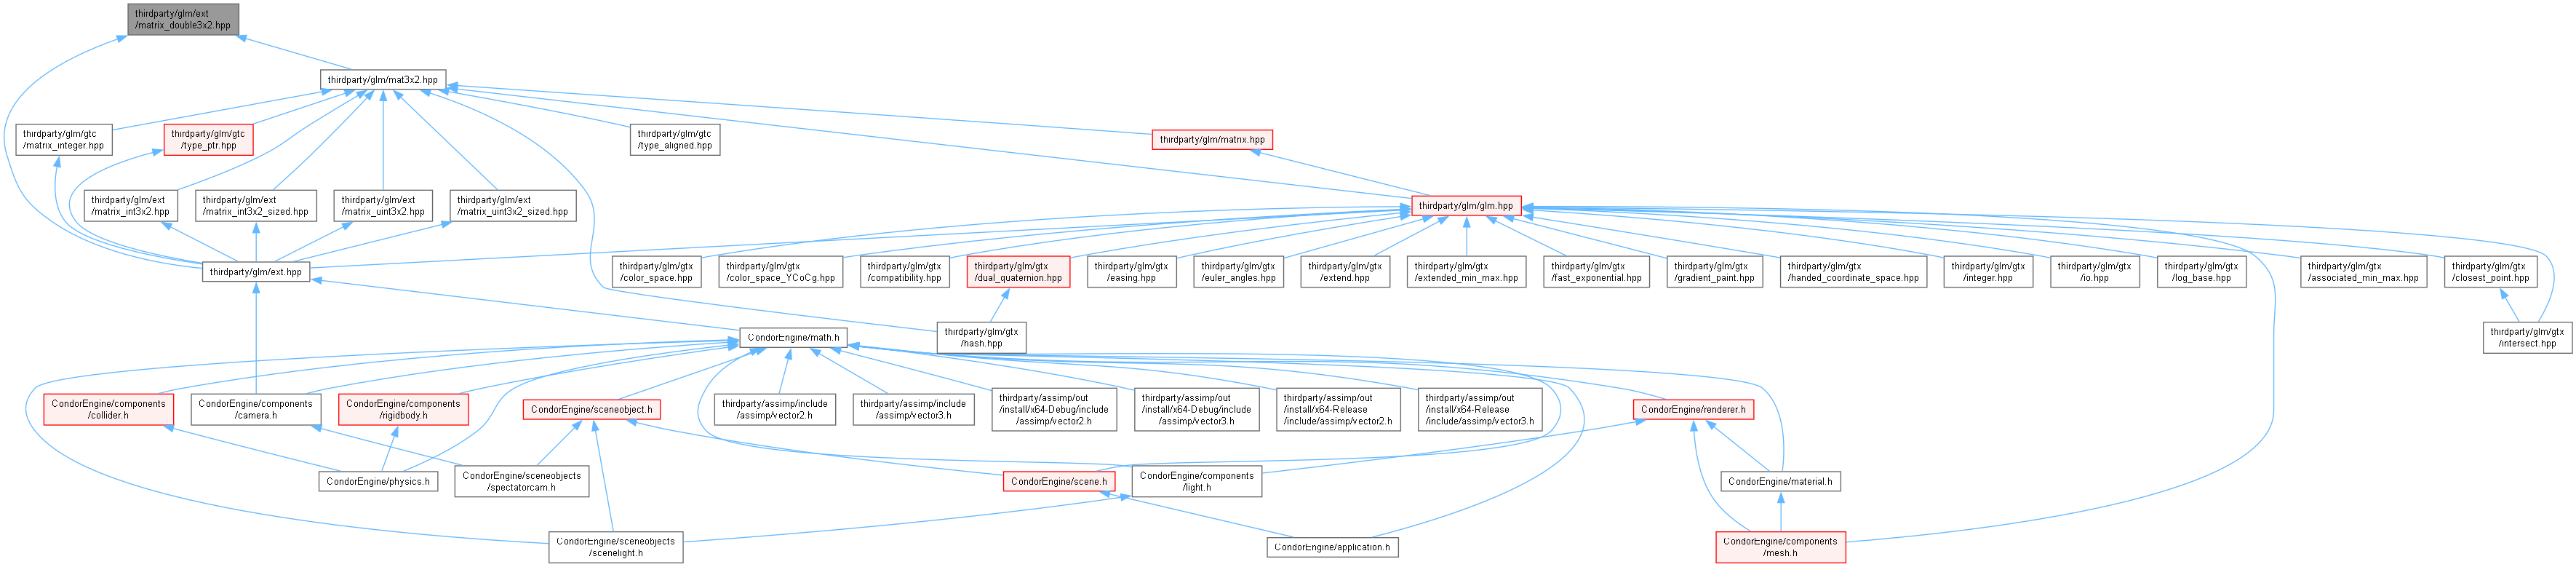 thirdparty/glm/ext
/matrix_double3x2.hpp
thirdparty/glm/mat3x2.hpp
thirdparty/glm/gtc
/matrix_integer.hpp
thirdparty/glm/gtc
/type_ptr.hpp
thirdparty/glm/gtc
/type_aligned.hpp
thirdparty/glm/matrix.hpp
thirdparty/glm/ext
/matrix_int3x2.hpp
thirdparty/glm/ext
/matrix_int3x2_sized.hpp
thirdparty/glm/ext
/matrix_uint3x2.hpp
thirdparty/glm/ext
/matrix_uint3x2_sized.hpp
thirdparty/glm/glm.hpp
thirdparty/glm/ext.hpp
thirdparty/glm/gtx
/color_space.hpp
thirdparty/glm/gtx
/color_space_YCoCg.hpp
thirdparty/glm/gtx
/compatibility.hpp
thirdparty/glm/gtx
/dual_quaternion.hpp
thirdparty/glm/gtx
/easing.hpp
thirdparty/glm/gtx
/euler_angles.hpp
thirdparty/glm/gtx
/extend.hpp
thirdparty/glm/gtx
/extended_min_max.hpp
thirdparty/glm/gtx
/fast_exponential.hpp
thirdparty/glm/gtx
/gradient_paint.hpp
thirdparty/glm/gtx
/handed_coordinate_space.hpp
thirdparty/glm/gtx
/integer.hpp
thirdparty/glm/gtx
/io.hpp
thirdparty/glm/gtx
/log_base.hpp
thirdparty/glm/gtx
/associated_min_max.hpp
thirdparty/glm/gtx
/closest_point.hpp
CondorEngine/math.h
thirdparty/glm/gtx
/hash.hpp
thirdparty/glm/gtx
/intersect.hpp
CondorEngine/components
/collider.h
CondorEngine/components
/camera.h
CondorEngine/components
/rigidbody.h
CondorEngine/sceneobject.h
thirdparty/assimp/include
/assimp/vector2.h
thirdparty/assimp/include
/assimp/vector3.h
thirdparty/assimp/out
/install/x64-Debug/include
/assimp/vector2.h
thirdparty/assimp/out
/install/x64-Debug/include
/assimp/vector3.h
thirdparty/assimp/out
/install/x64-Release
/include/assimp/vector2.h
thirdparty/assimp/out
/install/x64-Release
/include/assimp/vector3.h
CondorEngine/renderer.h
CondorEngine/physics.h
CondorEngine/sceneobjects
/spectatorcam.h
CondorEngine/scene.h
CondorEngine/components
/light.h
CondorEngine/material.h
CondorEngine/sceneobjects
/scenelight.h
CondorEngine/application.h
CondorEngine/components
/mesh.h